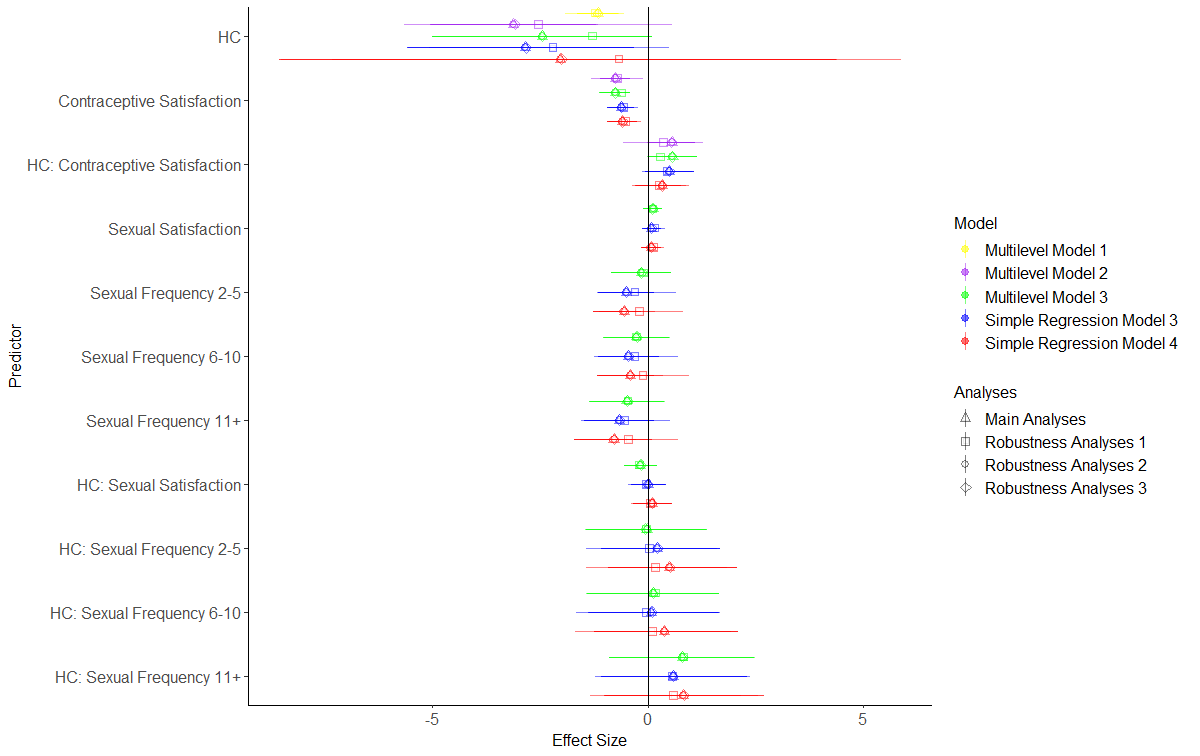 HC
Contraceptive Satisfaction
HC: Contraceptive Satisfaction
Sexual Satisfaction
Sexual Frequency 2-5
Sexual Frequency 6-10
Sexual Frequency 11+
HC: Sexual Satisfaction
HC: Sexual Frequency 2-5
HC: Sexual Frequency 6-10
HC: Sexual Frequency 11+
Predictor
-5 0 5
Effect Size
Model
Multilevel Model 1
Multilevel Model 2
Multilevel Model 3
Simple Regression Model 3
Simple Regression Model 4
Analyses
Main Analyses
Robustness Analyses 1
Robustness Analyses 2
Robustness Analyses 3